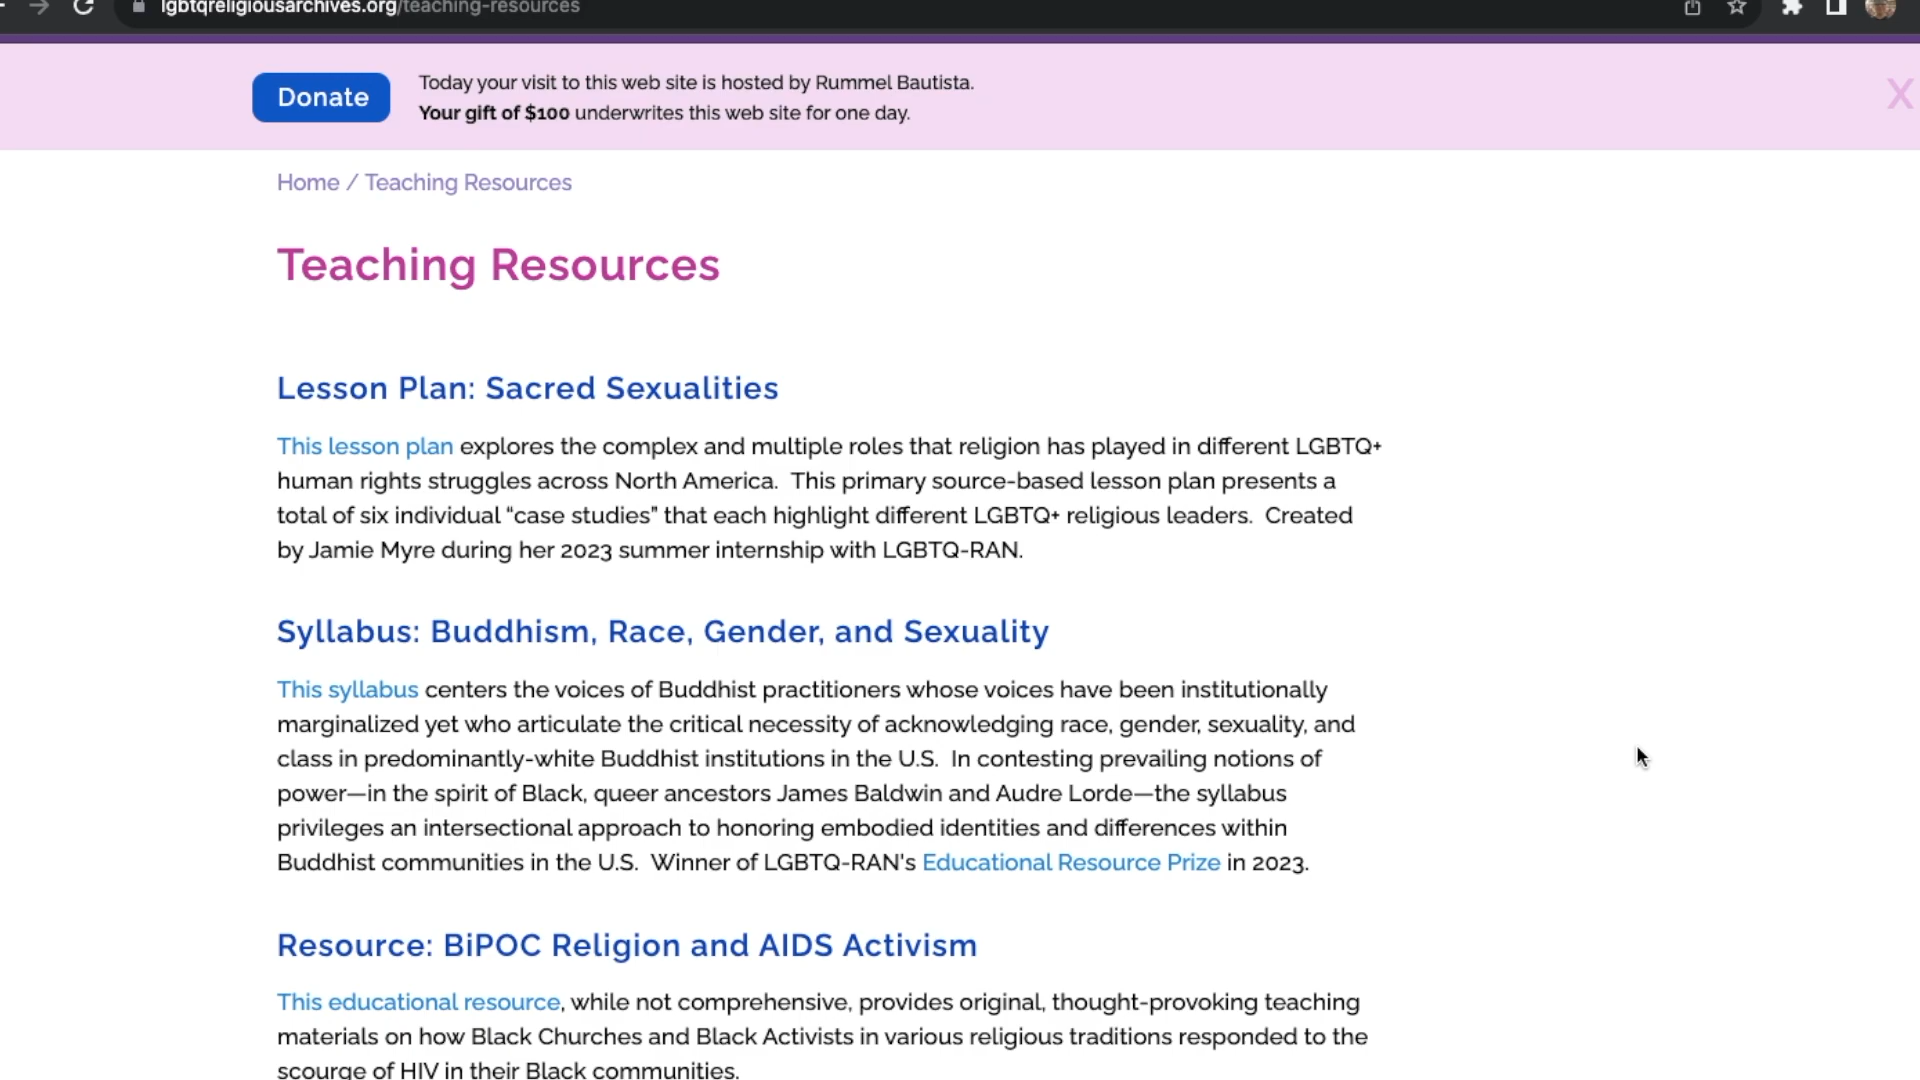 lgbtqreligiousarchives.org/teaching-resources
Donate
Today your visit to this web site is hosted by Rummel Bautista.
Your gift of $100 underwrites this web site for one day.
X
Home / Teaching Resources
Teaching Resources
Lesson Plan: Sacred Sexualities
This lesson plan explores the complex and multiple roles that religion has played in different LGBTQ+
human rights struggles across North America.  This primary source-based lesson plan presents a
total of six individual “case studies” that each highlight different LGBTQ+ religious leaders.  Created
by Jamie Myre during her 2023 summer internship with LGBTQ-RAN.
Syllabus: Buddhism, Race, Gender, and Sexuality
This syllabus centers the voices of Buddhist practitioners whose voices have been institutionally
marginalized yet who articulate the critical necessity of acknowledging race, gender, sexuality, and
class in predominantly-white Buddhist institutions in the U.S.  In contesting prevailing notions of
power—in the spirit of Black, queer ancestors James Baldwin and Audre Lorde—the syllabus
privileges an intersectional approach to honoring embodied identities and differences within
Buddhist communities in the U.S.  Winner of LGBTQ-RAN's Educational Resource Prize in 2023.
Resource: BiPOC Religion and AIDS Activism
This educational resource, while not comprehensive, provides original, thought-provoking teaching
materials on how Black Churches and Black Activists in various religious traditions responded to the
scourge of HIV in their Black communities.